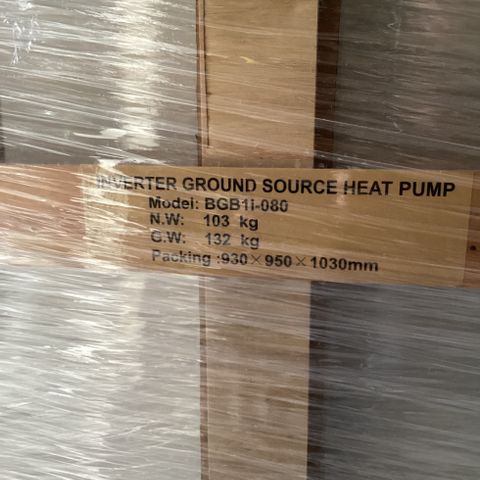 INVERTER GROUND SOURCE HEAT PUMP
Model: BGB1I-080
N.W: 103 kg
G.W: 132 kg
Packing :930×950×1030mm